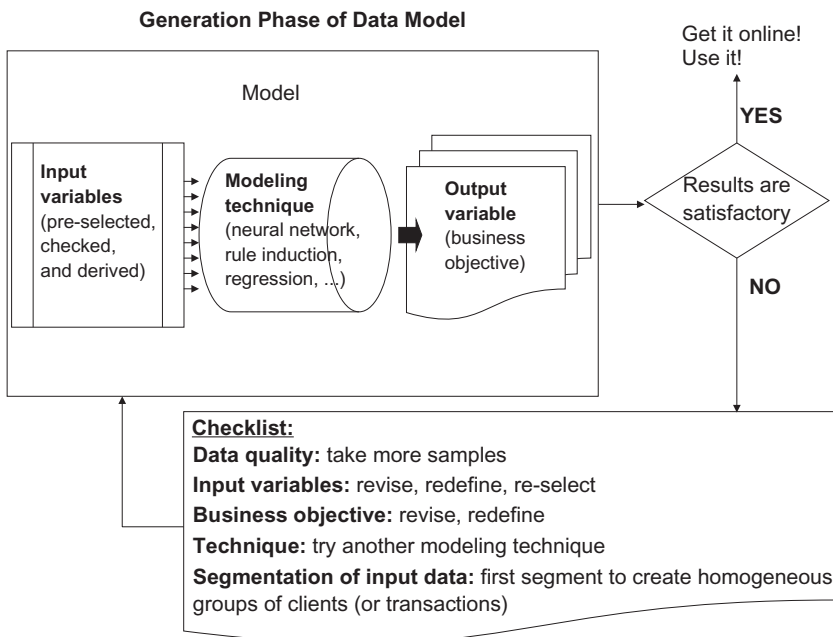 Generation Phase of Data Model
Get it online!
Use it!
Model
YES
Input
variables
(pre-selected,
checked,
and derived)
Modeling
technique
(neural network,
rule induction,
regression, ...)
Output
variable
(business
objective)
Results are
satisfactory
NO
Checklist:
Data quality: take more samples
Input variables: revise, redefine, re-select
Business objective: revise, redefine
Technique: try another modeling technique
Segmentation of input data: first segment to create homogeneous
groups of clients (or transactions)